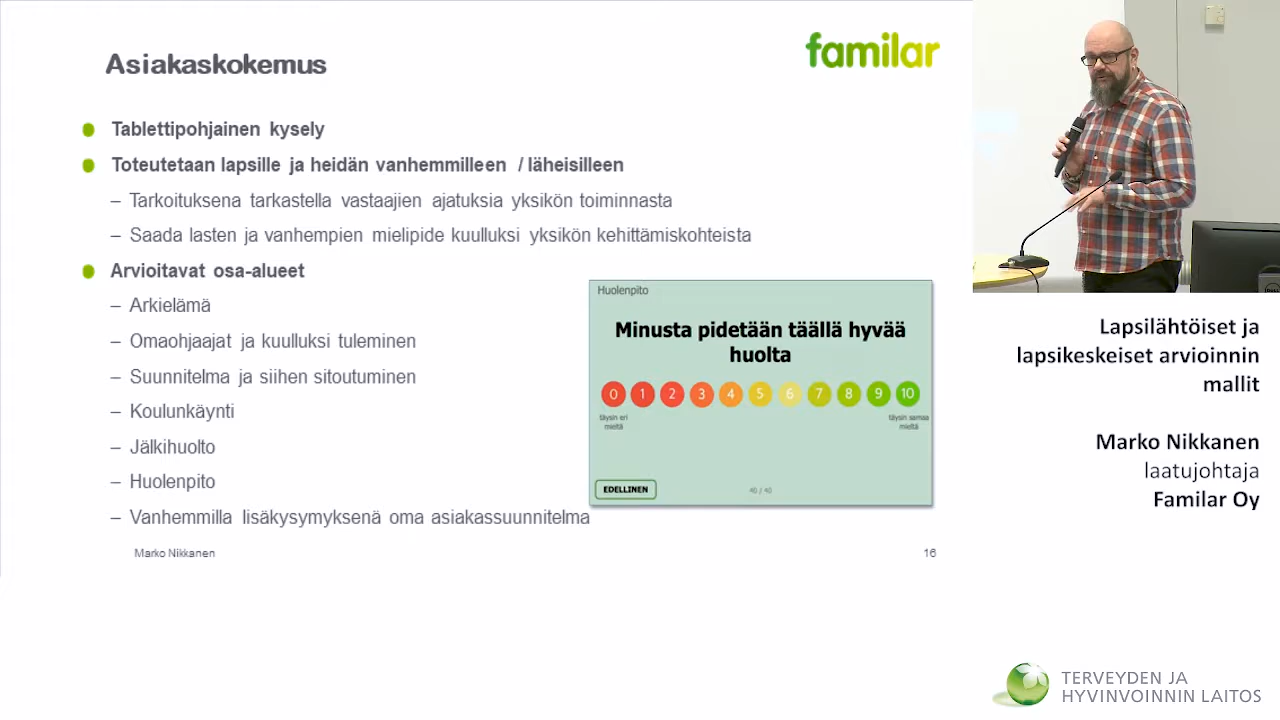 Asiakaskokemus
familar
Tablettipohjainen kysely
Toteutetaan lapsille ja heidän vanhemmilleen / läheisilleen
– Tarkoituksena tarkastella vastaajien ajatuksia yksikön toiminnasta
– Saada lasten ja vanhempien mielipide kuulluksi yksikön kehittämiskohteista
Arvioitavat osa-alueet
– Arkielämä
– Omaohjaajat ja kuulluksi tuleminen
– Suunnitelma ja siihen sitoutuminen
– Koulunkäynti
– Jälkihuolto
– Huolenpito
– Vanhemmilla lisäkysymyksenä oma asiakassuunnitelma
Huolenpito
Minusta pidetään täällä hyvää
huolta
0 1 2 3 4 5 6 7 8 9 10
täysin eri
mieltä
täysin samaa
mieltä
EDELLINEN
40 / 40
Marko Nikkanen
16
Lapsilähtöiset ja
lapsikeskeiset arvioinnin
mallit
Marko Nikkanen
laatujohtaja
Familar Oy
TERVEYDEN JA
HYVINVOINNIN LAITOS